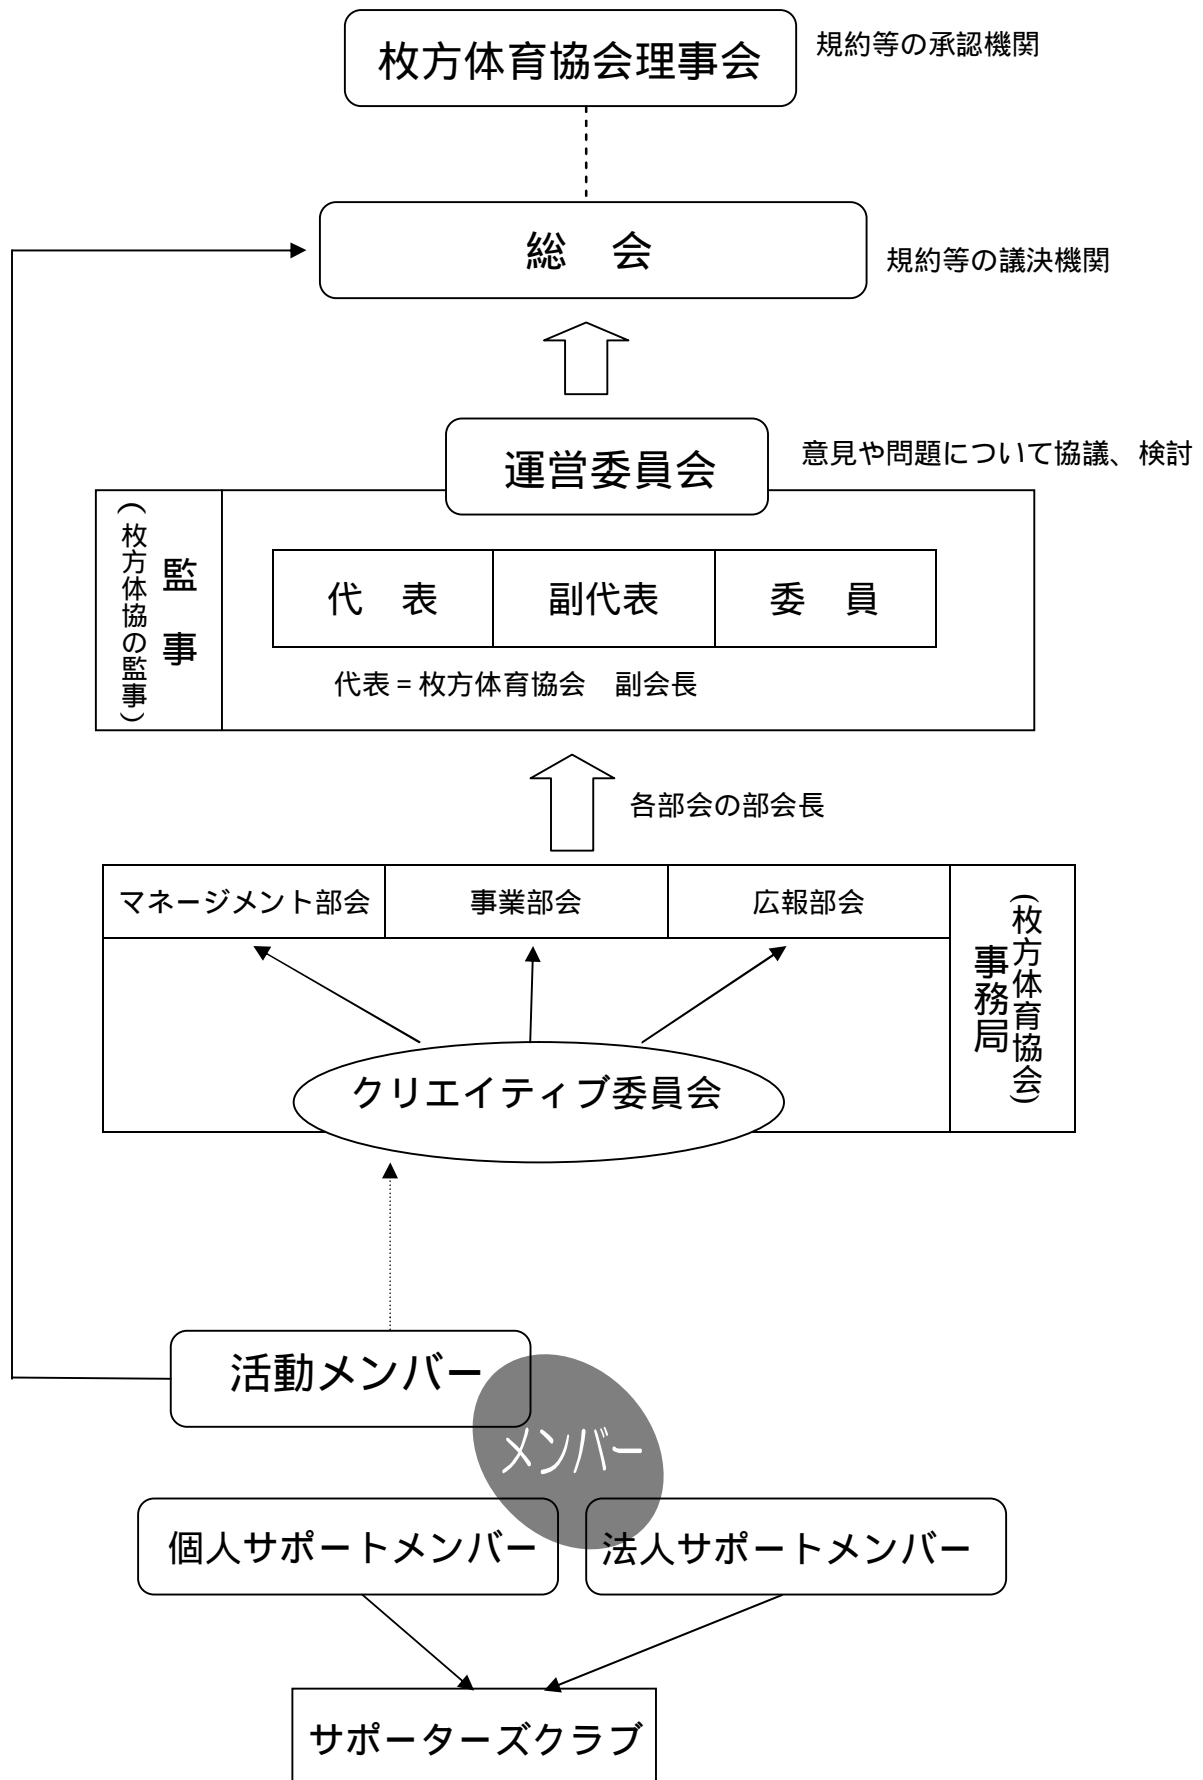 枚方体育協会理事会
規約等の承認機関
総　会
規約等の議決機関
運営委員会
意見や問題について協議、検討
監　事
(枚方体協の監事)
代　表
副代表
委　員
代表 = 枚方体育協会　副会長
各部会の部会長
マネージメント部会
事業部会
広報部会
(枚方体育協会)
事務局
クリエイティブ委員会
活動メンバー
メンバー
個人サポートメンバー
法人サポートメンバー
サポーターズクラブ